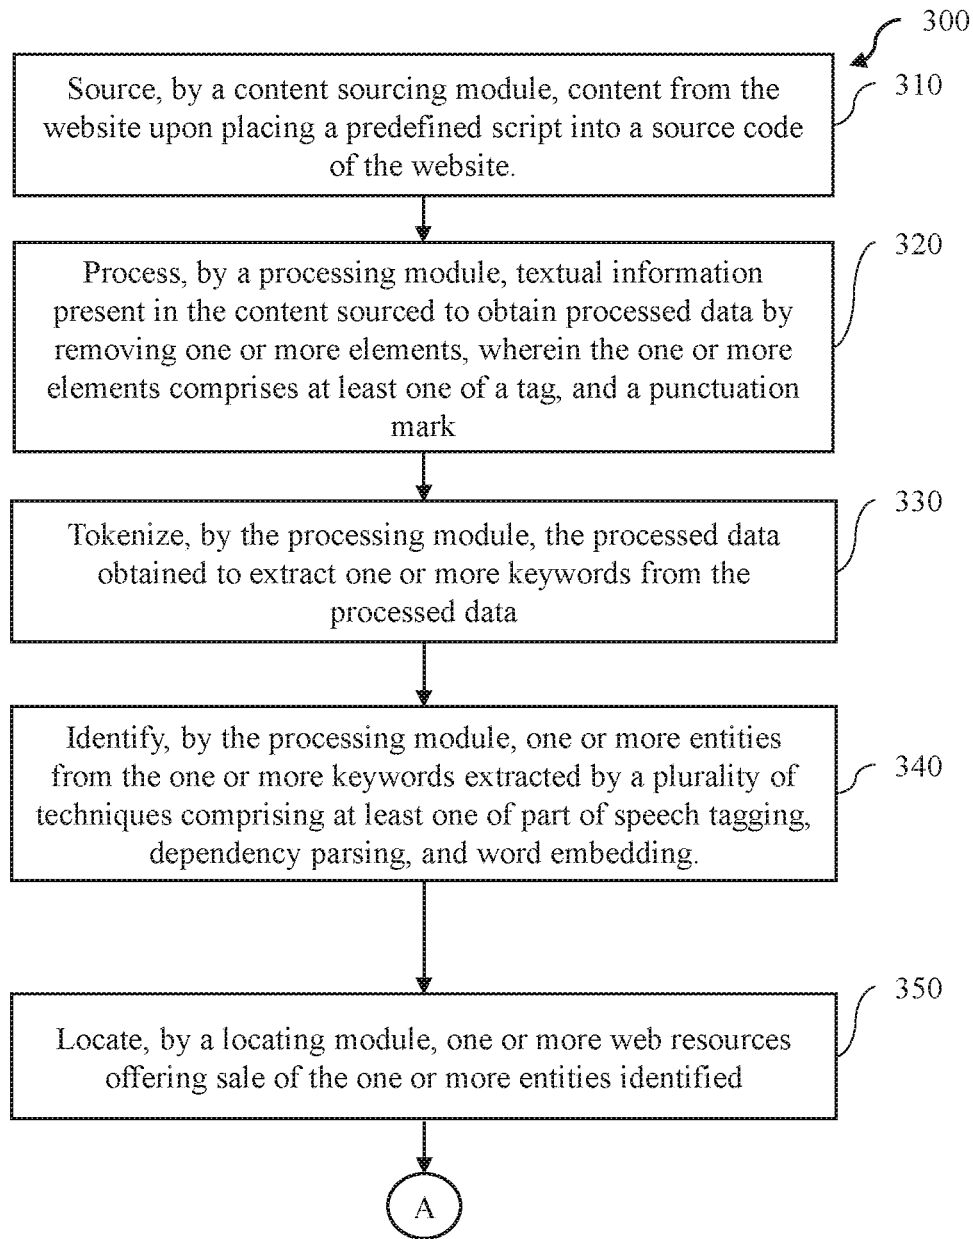 300
310
Source, by a content sourcing module, content from the
website upon placing a predefined script into a source code
of the website.
320
Process, by a processing module, textual information
present in the content sourced to obtain processed data by
removing one or more elements, wherein the one or more
elements comprises at least one of a tag, and a punctuation
mark
330
Tokenize, by the processing module, the processed data
obtained to extract one or more keywords from the
processed data
Identify, by the processing module, one or more entities
from the one or more keywords extracted by a plurality of
340
techniques comprising at least one of part of speech tagging,
dependency parsing, and word embedding.
350
Locate, by a locating module, one or more web resources
offering sale of the one or more entities identified
A